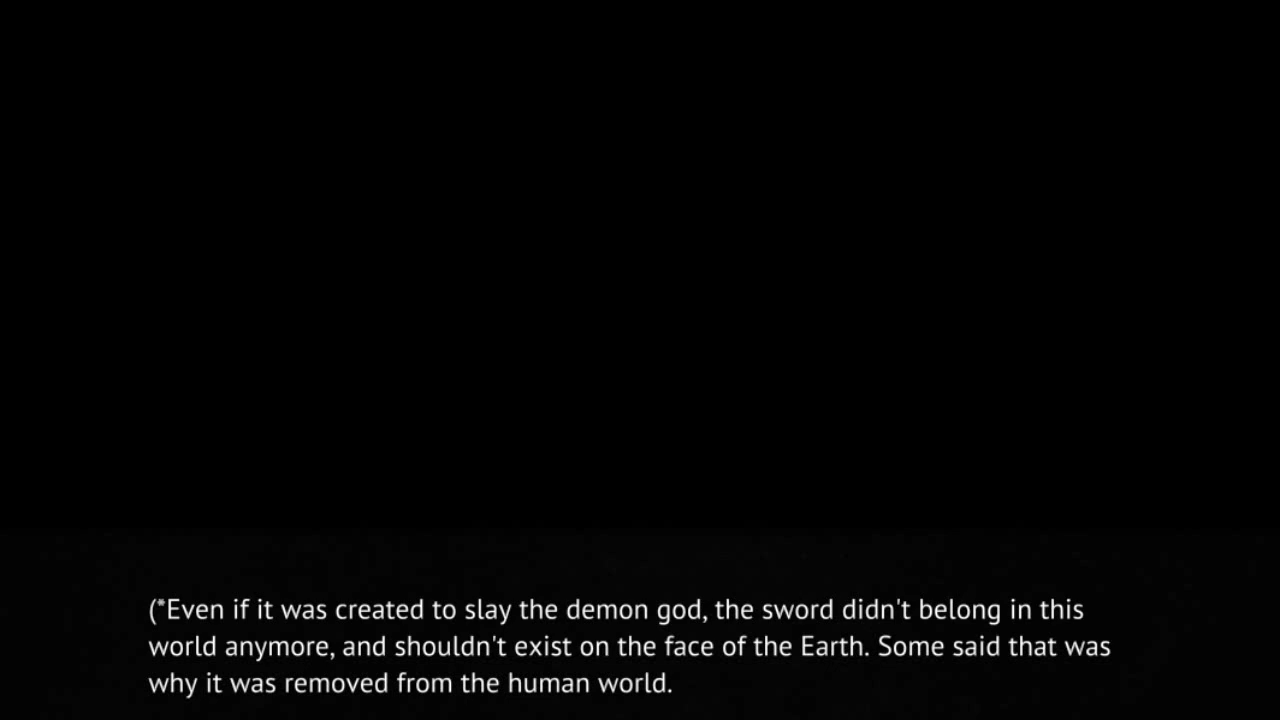 (*Even if it was created to slay the demon god, the sword didn't belong in this
world anymore, and shouldn't exist on the face of the Earth. Some said that was
why it was removed from the human world.